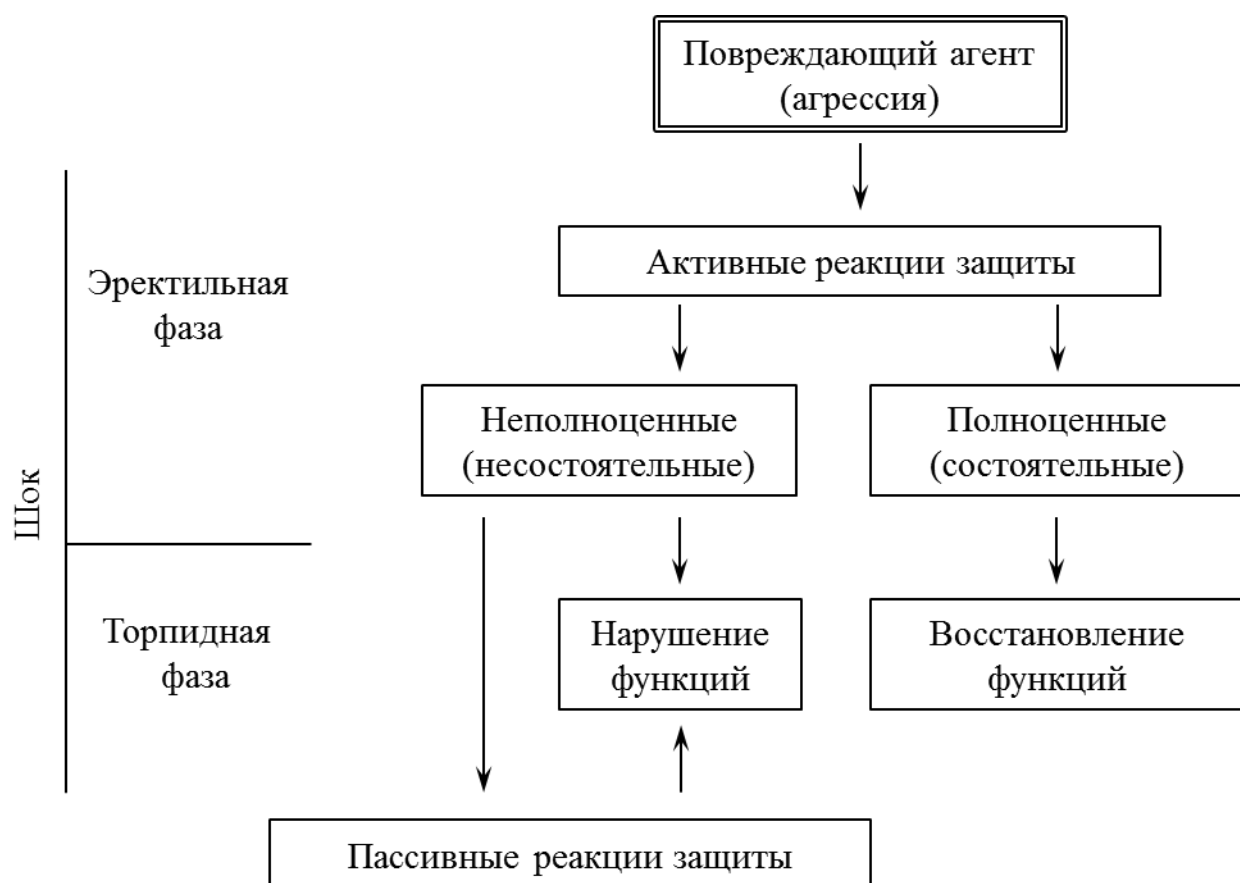 Повреждающий агент
(агрессия)
Активные реакции защиты
Эректильная
фаза
Неполноценные
(несостоятельные)
Полноценные
(состоятельные)
Шок
Торпидная
фаза
Нарушение
функций
Восстановление
функций
Пассивные реакции защиты